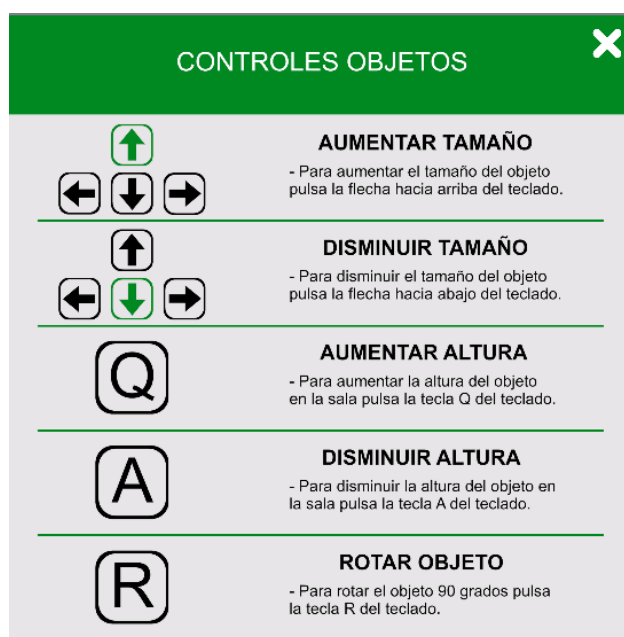 CONTROLES OBJETOS
AUMENTAR TAMAÑO
- Para aumentar el tamaño del objeto
pulsa la flecha hacia arriba del teclado.
DISMINUIR TAMAÑO
- Para disminuir el tamaño del objeto
pulsa la flecha hacia abajo del teclado.
Q
AUMENTAR ALTURA
- Para aumentar la altura del objeto
en la sala pulsa la tecla Q del teclado.
A
DISMINUIR ALTURA
- Para disminuir la altura del objeto en
la sala pulsa la tecla A del teclado.
R
ROTAR OBJETO
- Para rotar el objeto 90 grados pulsa
la tecla R del teclado.